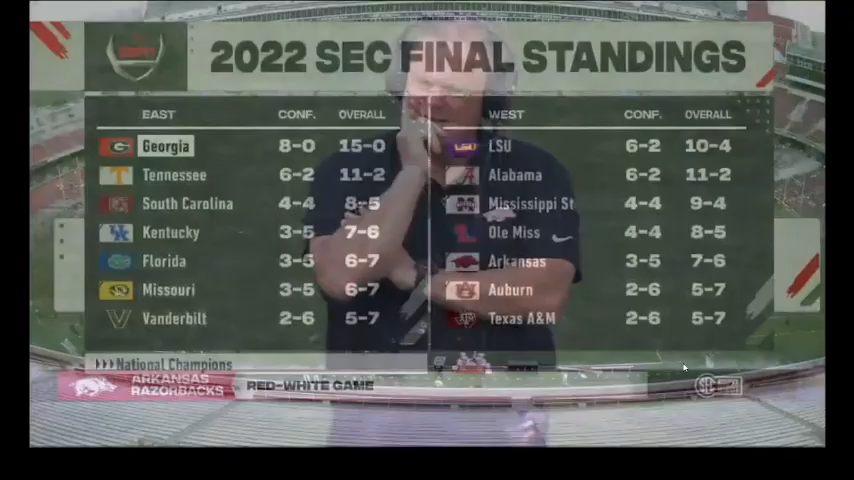 2022 SEC FINAL STANDINGS
EAST CONF. OVERALL WEST CONF. OVERALL
Georgia 8-0 15-0 LSU LSU 6-2 10-4
Tennessee 6-2 11-2 Alabama 6-2 11-2
South Carolina 4-4 8-5 Mississippi St 4-4 9-4
Kentucky 3-5 7-6 Ole Miss 4-4 8-5
Florida 3-5 6-7 Arkansas 3-5 7-6
Missouri 3-5 6-7 Auburn 2-6 5-7
Vanderbilt 2-6 5-7 Texas A&M 2-6 5-7
National Champions
ARKANSAS
RAZORBACKS RED-WHITE GAME SEC